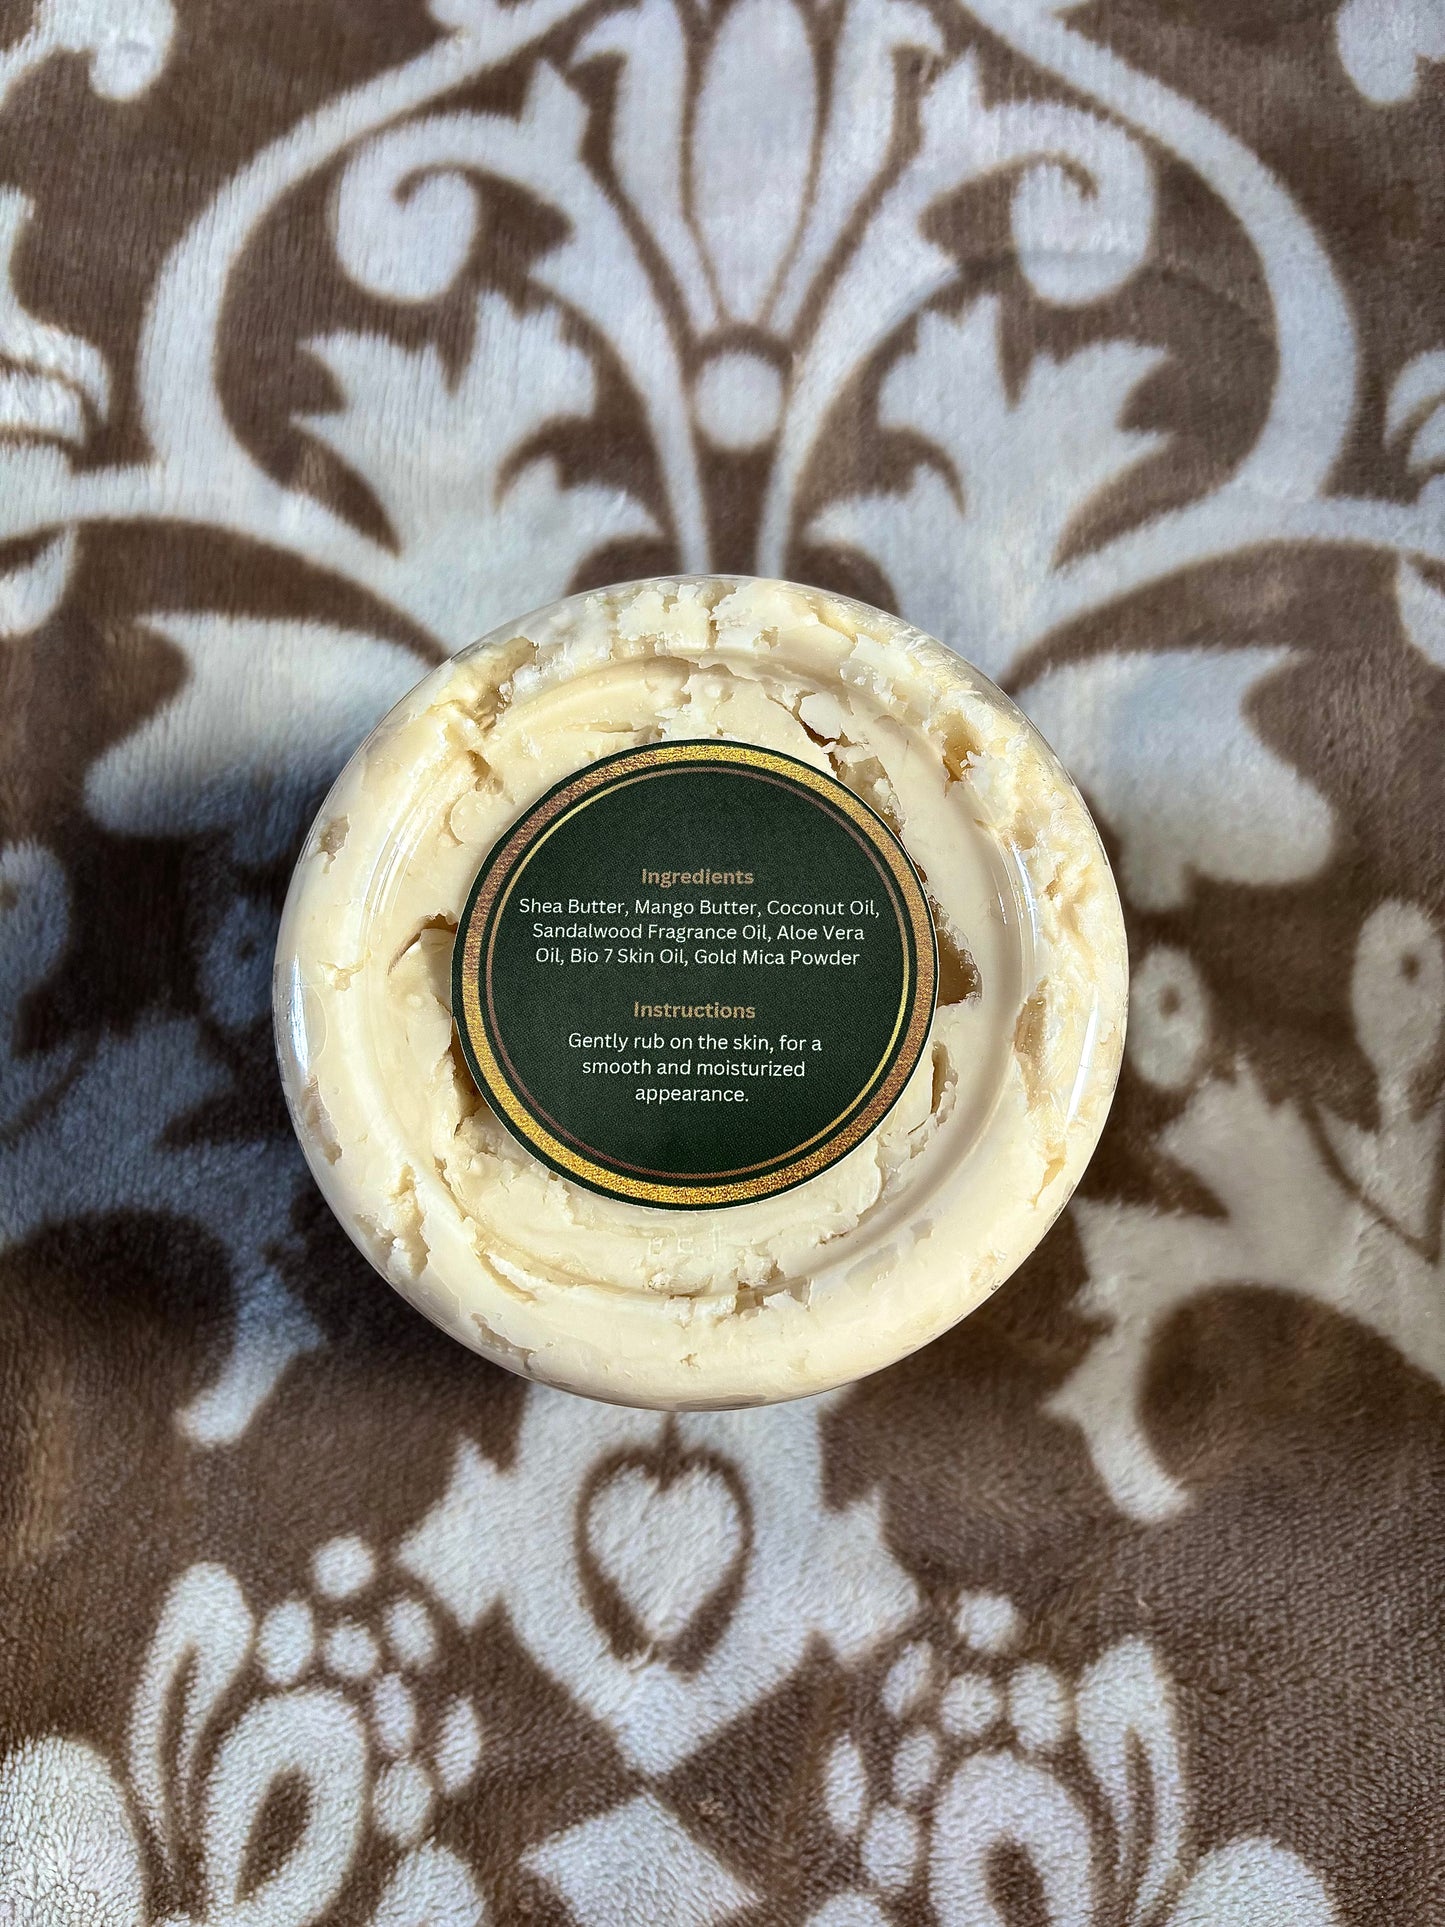 Ingredients
Shea Butter, Mango Butter, Coconut Oil,
Sandalwood Fragrance Oil, Aloe Vera
Oil, Bio 7 Skin Oil, Gold Mica Powder
Instructions
Gently rub on the skin, for a
smooth and moisturized
appearance.